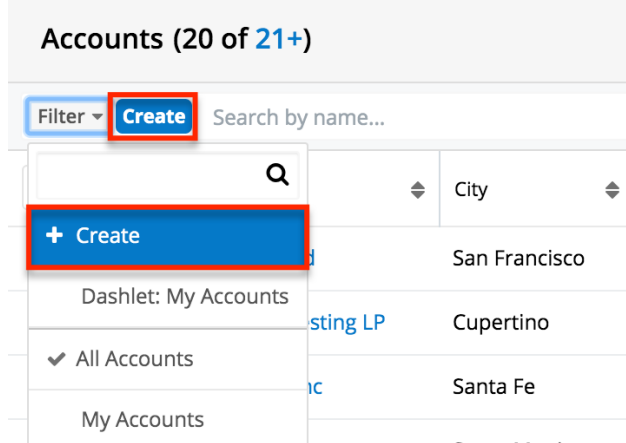 Accounts (20 of 21+)
Filter Create Search by name...
City
+ Create
San Francisco
Dashlet: My Accounts
sting LP Cupertino
All Accounts
Santa Fe
My Accounts